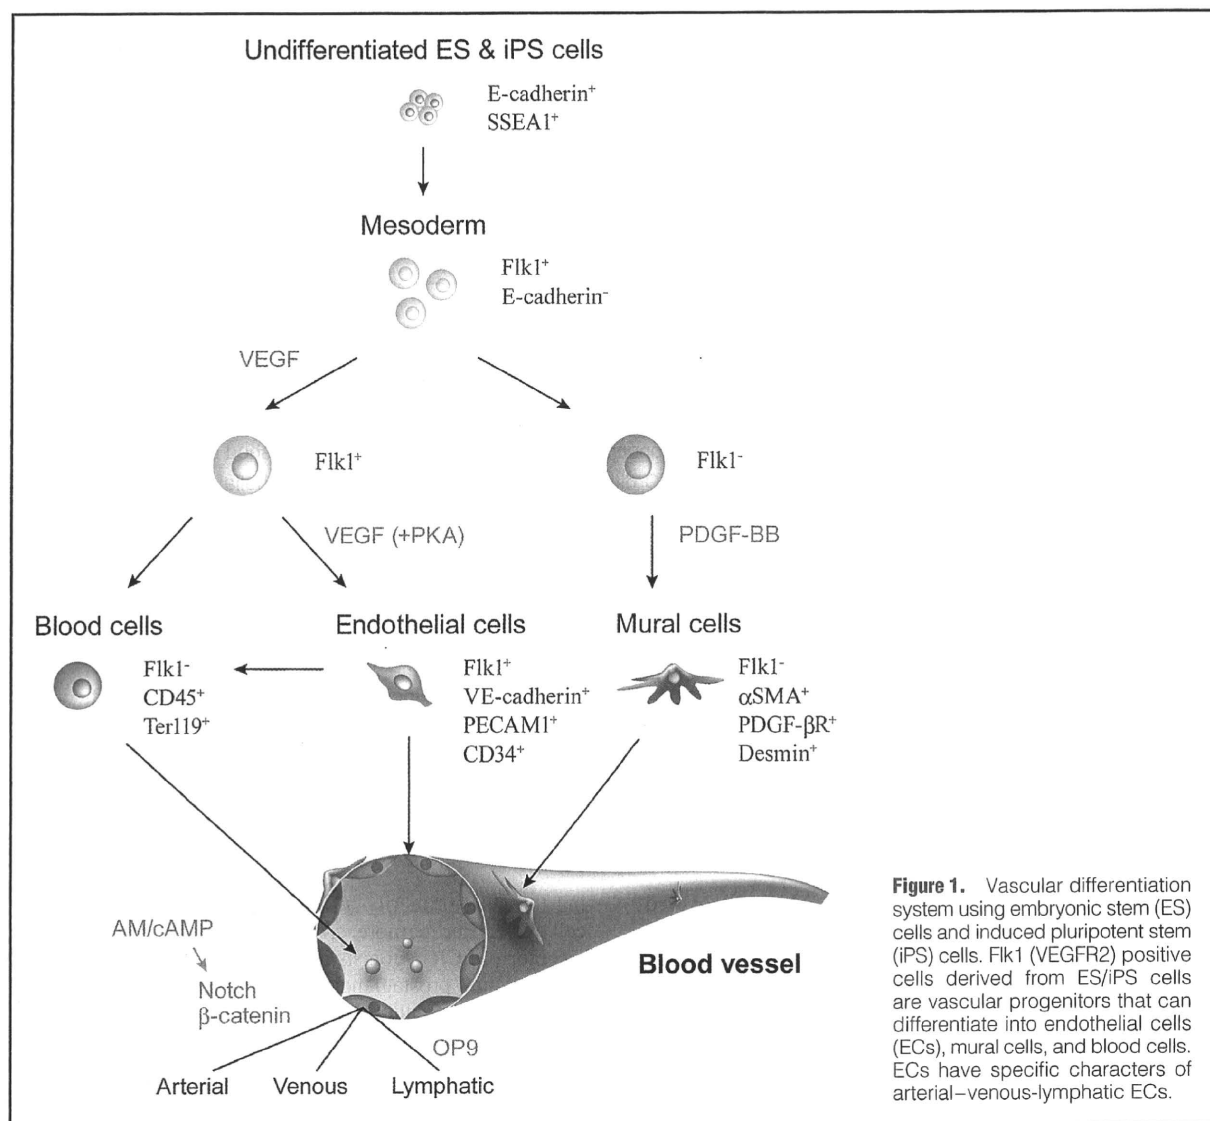 Undifferentiated ES & iPS cells
E-cadherin⁺
SSEA1⁺
Mesoderm
Flk1⁺
E-cadherin⁻
VEGF
Flk1⁺
Flk1⁻
VEGF (+PKA)
PDGF-BB
Blood cells
Flk1⁻
CD45⁺
Ter119⁺
Endothelial cells
Flk1⁺
VE-cadherin⁺
PECAM1⁺
CD34⁺
Mural cells
Flk1⁻
αSMA⁺
PDGF-βR⁺
Desmin⁺
AM/cAMP
Notch
β-catenin
Blood vessel
OP9
Arterial
Venous
Lymphatic
Figure 1. Vascular differentiation
system using embryonic stem (ES)
cells and induced pluripotent stem
(iPS) cells. Flk1 (VEGFR2) positive
cells derived from ES/iPS cells
are vascular progenitors that can
differentiate into endothelial cells
(ECs), mural cells, and blood cells.
ECs have specific characters of
arterial–venous-lymphatic ECs.